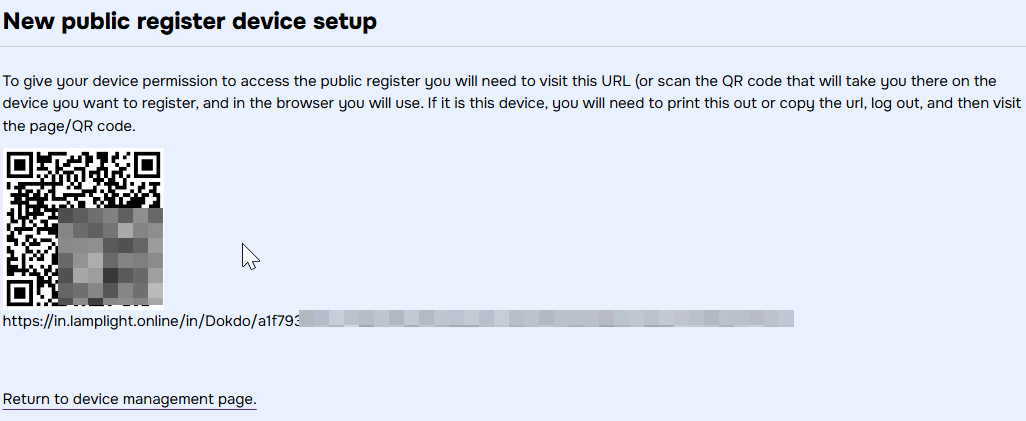 New public register device setup
To give your device permission to access the public register you will need to visit this URL (or scan the QR code that will take you there on the
device you want to register, and in the browser you will use. If it is this device, you will need to print this out or copy the url, log out, and then visit
the page/QR code.
https://in.lamplight.online/in/Dokdo/a1f793
Return to device management page.